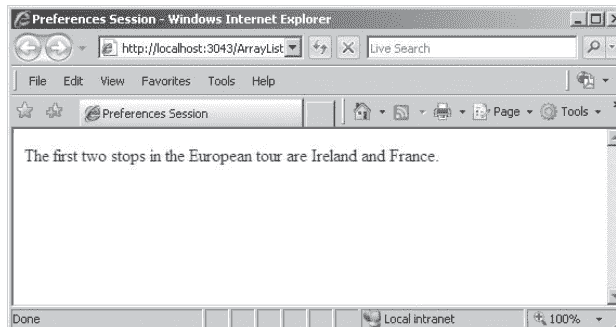 Preferences Session - Windows Internet Explorer
http://localhost:3043/ArrayList
Live Search
File Edit View Favorites Tools Help
Preferences Session
Page
Tools
The first two stops in the European tour are Ireland and France.
Done
Local intranet
100%